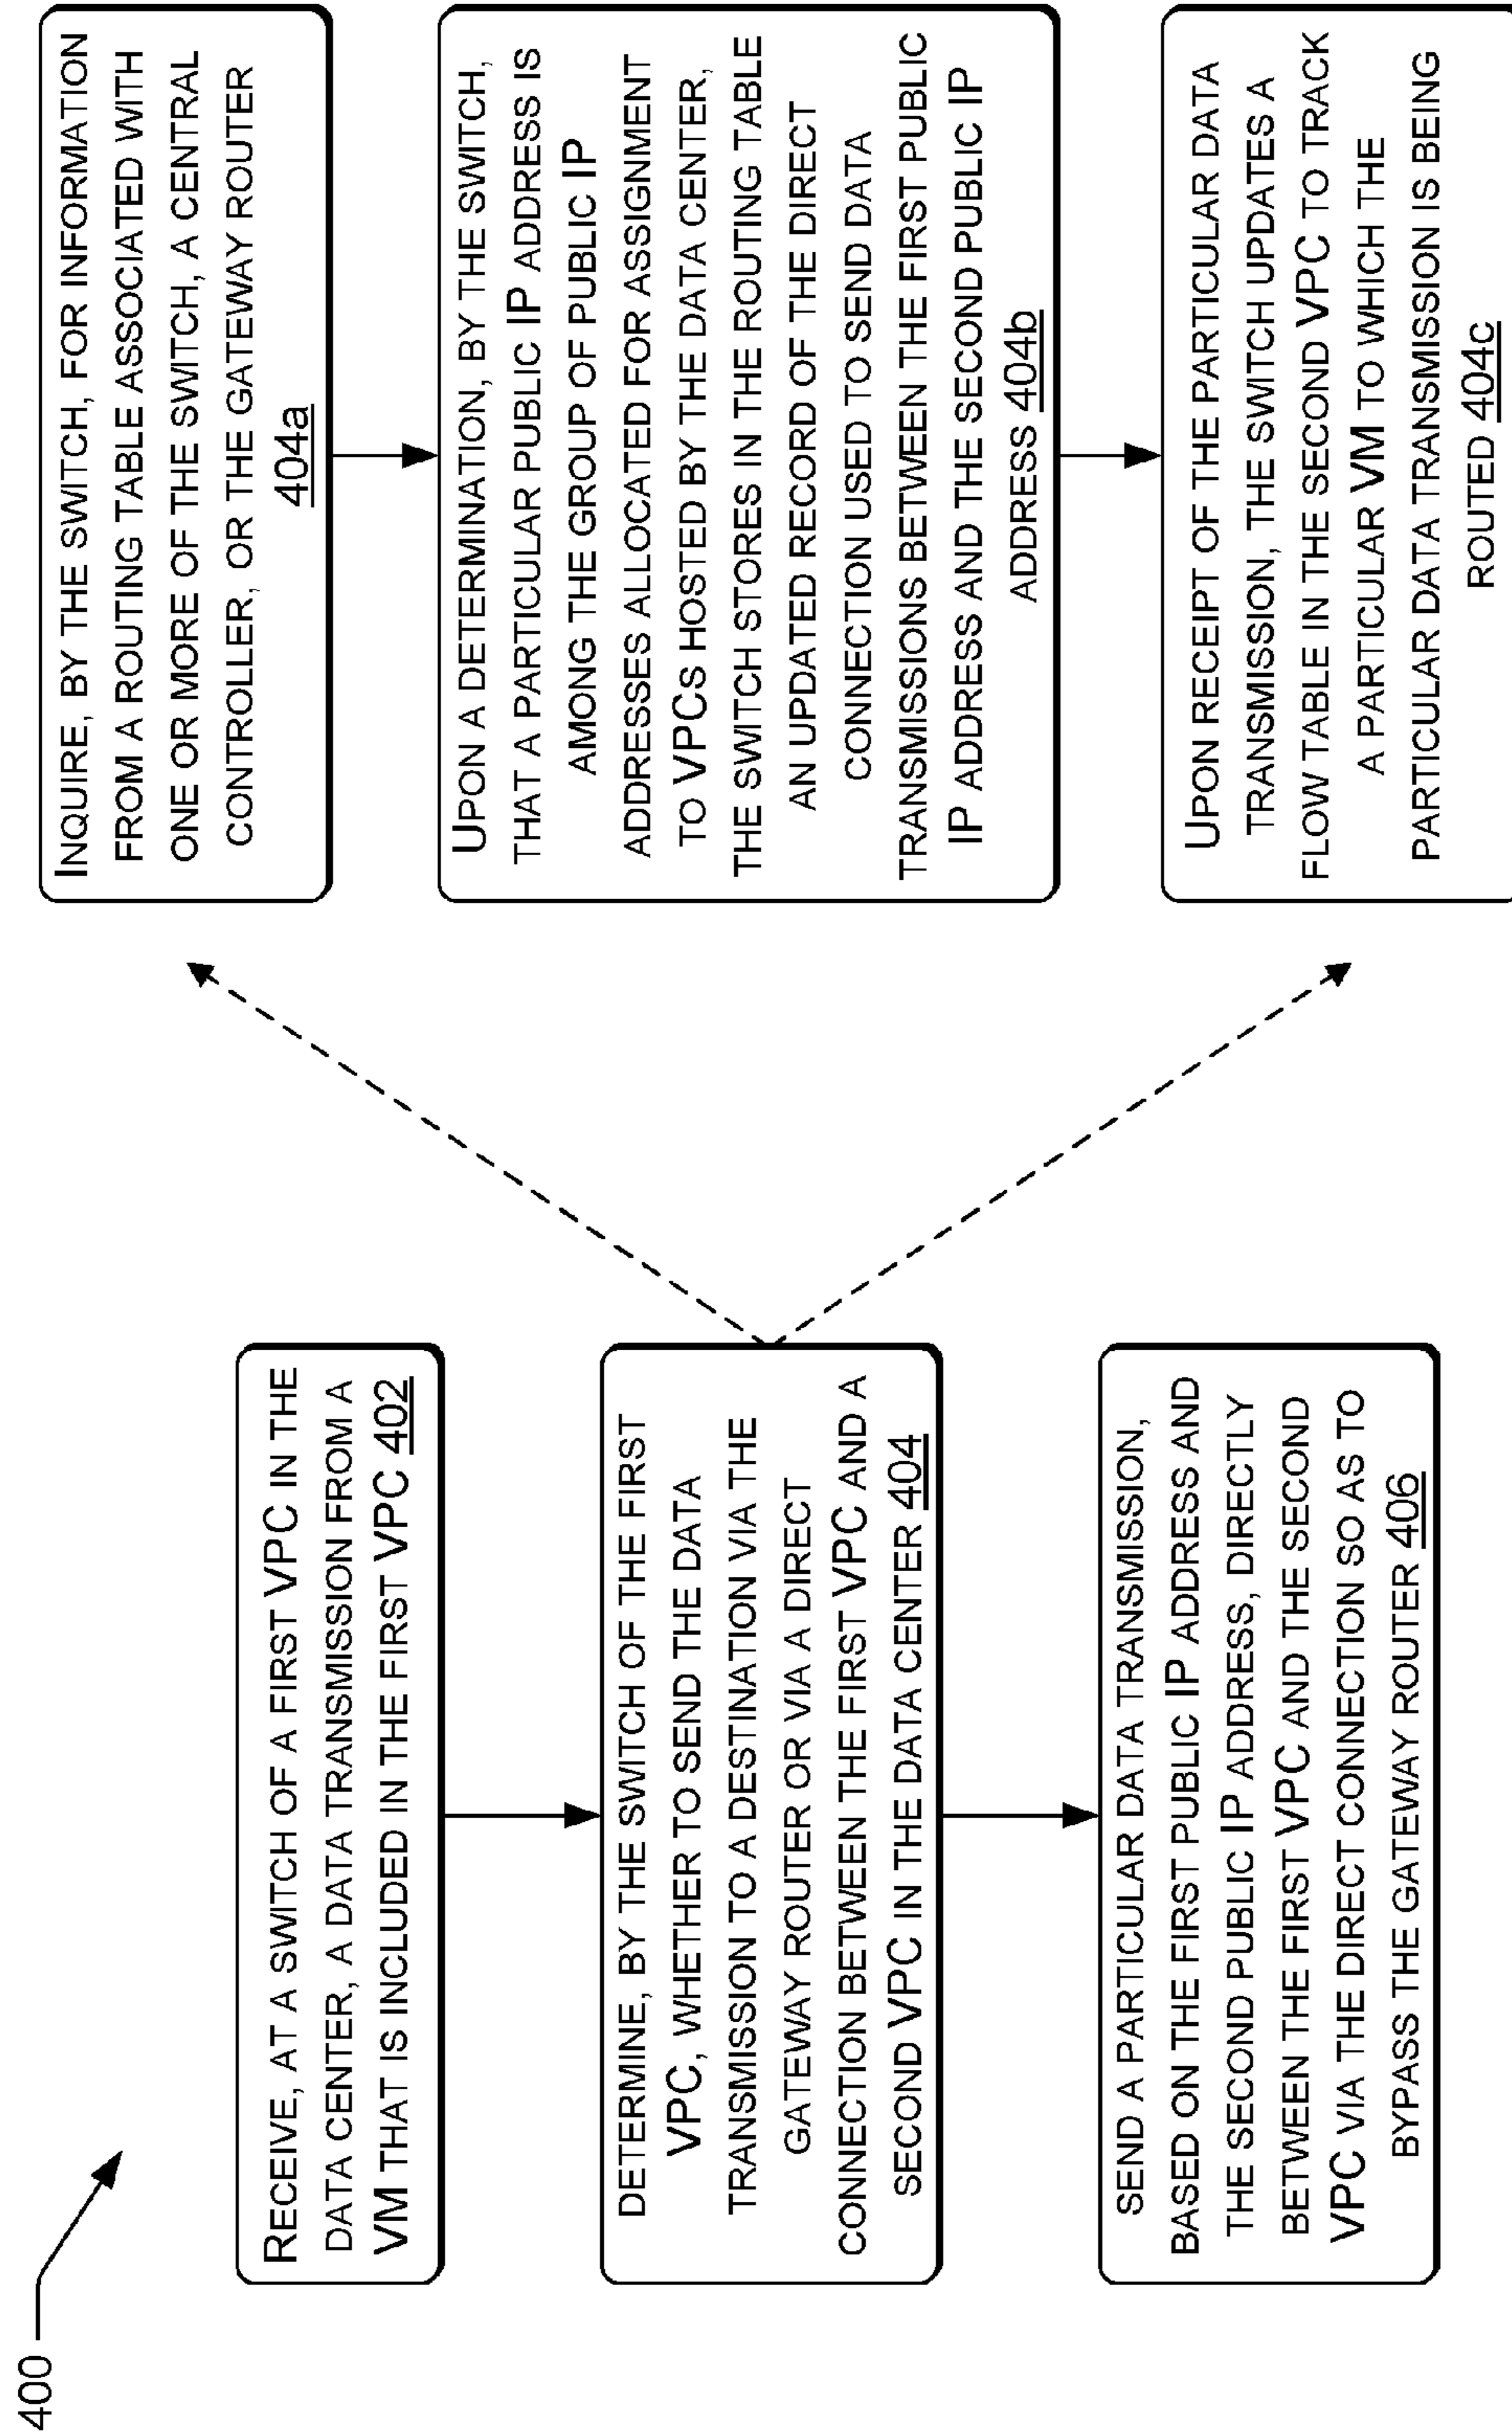 400
RECEIVE, AT A SWITCH OF A FIRST VPC IN THE
DATA CENTER, A DATA TRANSMISSION FROM A
VM THAT IS INCLUDED IN THE FIRST VPC 402
DETERMINE, BY THE SWITCH OF THE FIRST
VPC, WHETHER TO SEND THE DATA
TRANSMISSION TO A DESTINATION VIA THE
GATEWAY ROUTER OR VIA A DIRECT
CONNECTION BETWEEN THE FIRST VPC AND A
SECOND VPC IN THE DATA CENTER 404
SEND A PARTICULAR DATA TRANSMISSION,
BASED ON THE FIRST PUBLIC IP ADDRESS AND
THE SECOND PUBLIC IP ADDRESS, DIRECTLY
BETWEEN THE FIRST VPC AND THE SECOND
VPC VIA THE DIRECT CONNECTION SO AS TO
BYPASS THE GATEWAY ROUTER 406
INQUIRE, BY THE SWITCH, FOR INFORMATION
FROM A ROUTING TABLE ASSOCIATED WITH
ONE OR MORE OF THE SWITCH, A CENTRAL
CONTROLLER, OR THE GATEWAY ROUTER
404a
UPON A DETERMINATION, BY THE SWITCH,
THAT A PARTICULAR PUBLIC IP ADDRESS IS
AMONG THE GROUP OF PUBLIC IP
ADDRESSES ALLOCATED FOR ASSIGNMENT
TO VPCS HOSTED BY THE DATA CENTER,
THE SWITCH STORES IN THE ROUTING TABLE
AN UPDATED RECORD OF THE DIRECT
CONNECTION USED TO SEND DATA
TRANSMISSIONS BETWEEN THE FIRST PUBLIC
IP ADDRESS AND THE SECOND PUBLIC IP
ADDRESS 404b
UPON RECEIPT OF THE PARTICULAR DATA
TRANSMISSION, THE SWITCH UPDATES A
FLOW TABLE IN THE SECOND VPC TO TRACK
A PARTICULAR VM TO WHICH THE
PARTICULAR DATA TRANSMISSION IS BEING
ROUTED 404c